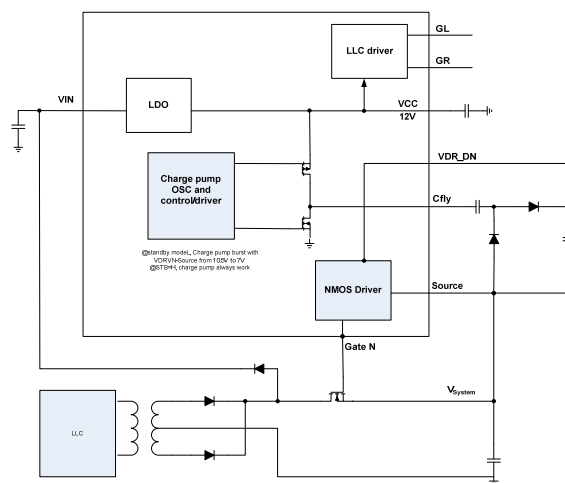 GL
LLC driver
GR
VIN
LDO
VCC
12V
VDR_DN
Charge pump
OSC and
control/driver
Cfly
@standby modeL, Charge pump burst with
VDRVN-Source from 10.5V to 7V
@STB=H, charge pump always work
NMOS Driver
Source
Gate N
VSystem
LLC